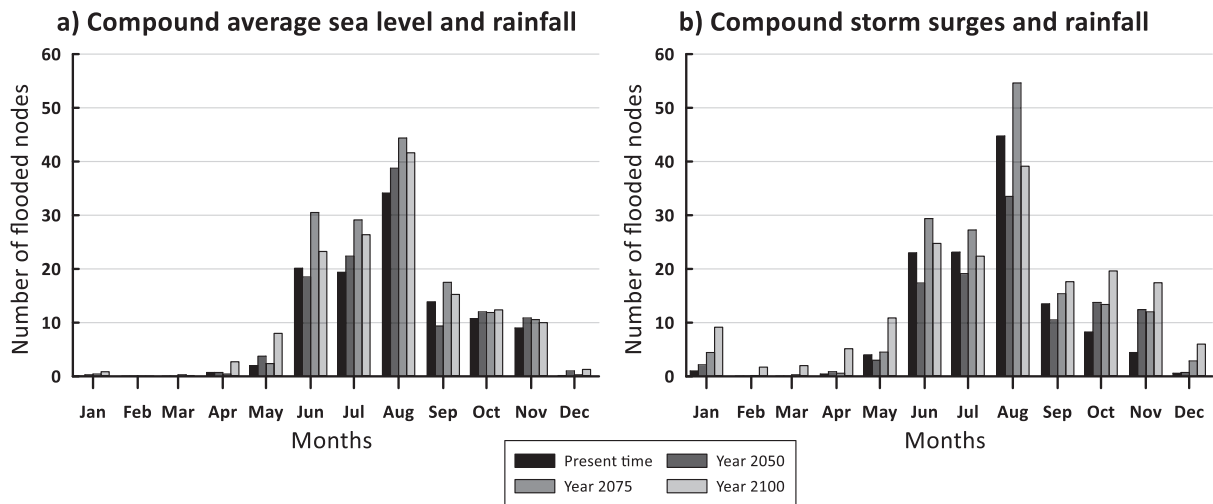 a) Compound average sea level and rainfall
Number of flooded nodes
60
50
40
30
20
10
0
Jan Feb Mar Apr May Jun Jul Aug Sep Oct Nov Dec
Months
b) Compound storm surges and rainfall
Number of flooded nodes
60
50
40
30
20
10
0
Jan Feb Mar Apr May Jun Jul Aug Sep Oct Nov Dec
Months
Present time Year 2050
Year 2075 Year 2100